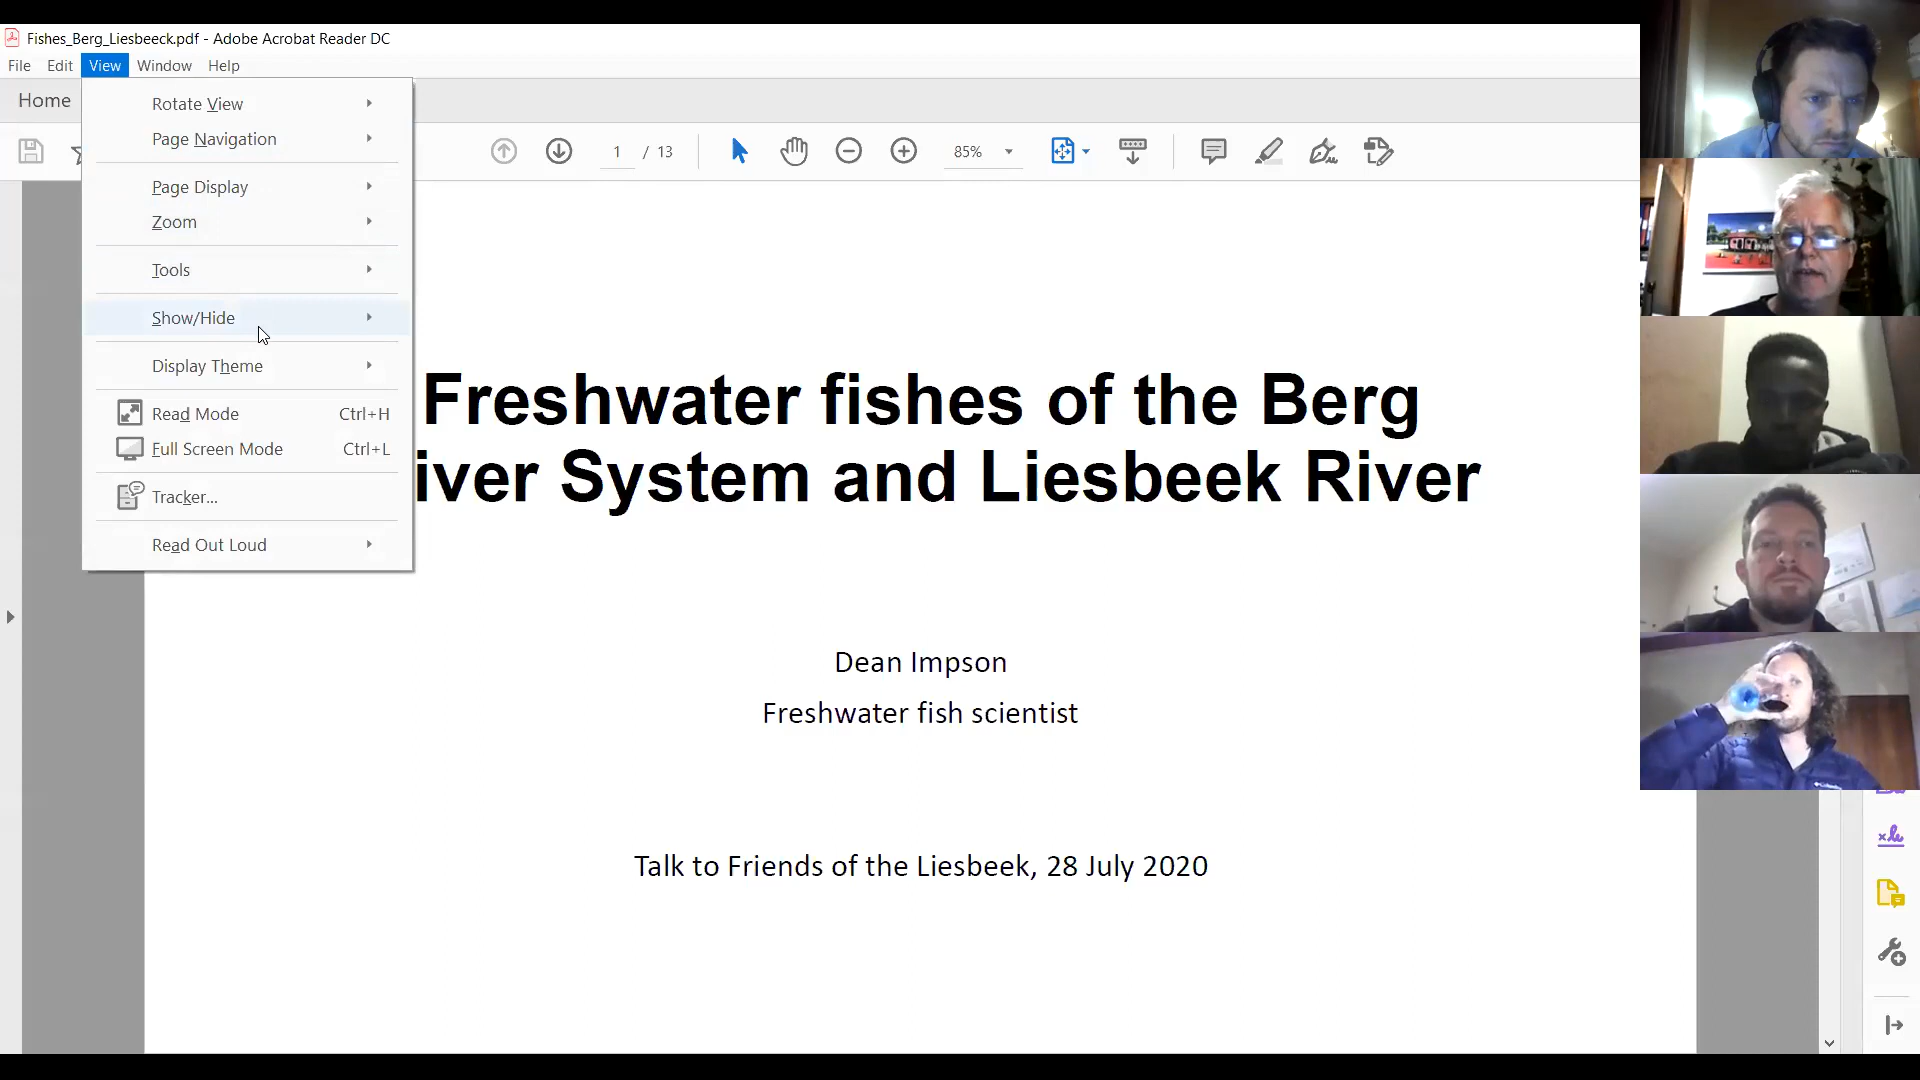 Fishes_Berg_Liesbeeck.pdf - Adobe Acrobat Reader DC
File Edit View Window Help
Home
Rotate View
Page Navigation
Page Display
Zoom
Tools
Show/Hide
Display Theme
Read Mode Ctrl+H
Full Screen Mode Ctrl+L
Tracker...
Read Out Loud
1 / 13
85%
Freshwater fishes of the Berg
iver System and Liesbeek River
Dean Impson
Freshwater fish scientist
Talk to Friends of the Liesbeek, 28 July 2020